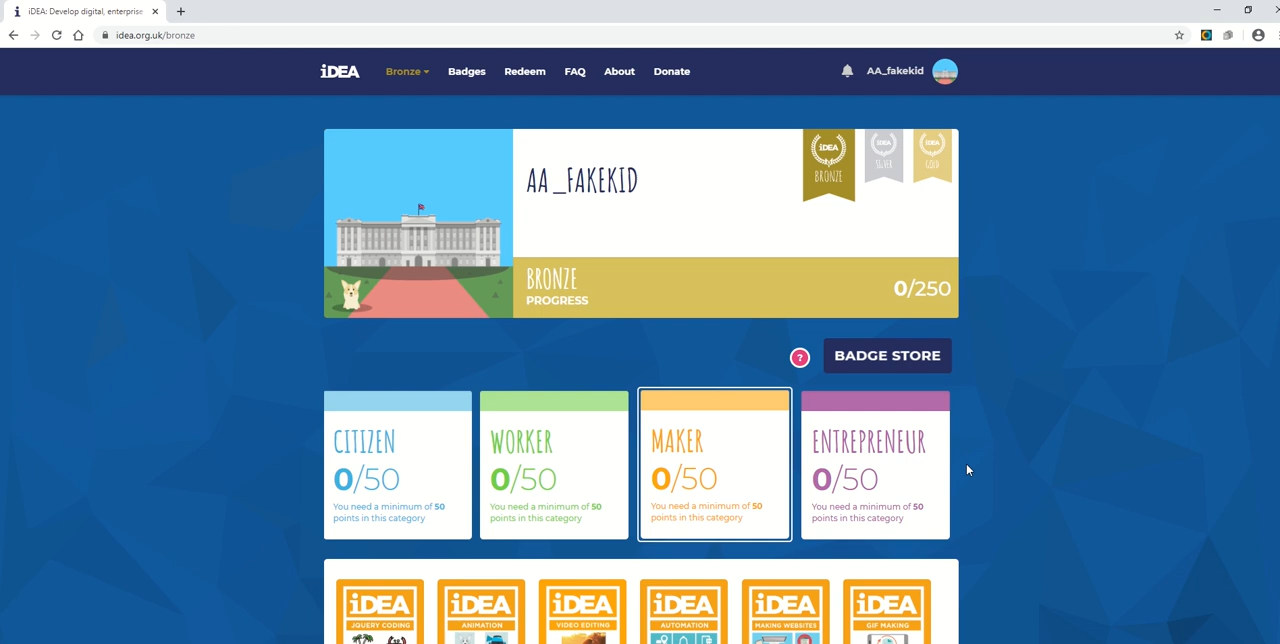 iDEA: Develop digital, enterprise
idea.org.uk/bronze
iDEA
Bronze
Badges
Redeem
FAQ
About
Donate
AA_fakekid
AA_FAKEKID
iDEA
BRONZE
iDEA
SILVER
iDEA
GOLD
BRONZE
PROGRESS
0/250
?
BADGE STORE
CITIZEN
0/50
You need a minimum of 50
points in this category
WORKER
0/50
You need a minimum of 50
points in this category
MAKER
0/50
You need a minimum of 50
points in this category
ENTREPRENEUR
0/50
You need a minimum of 50
points in this category
iDEA
JQUERY CODING
iDEA
ANIMATION
iDEA
VIDEO EDITING
iDEA
AUTOMATION
iDEA
MAKING WEBSITES
iDEA
GIF MAKING